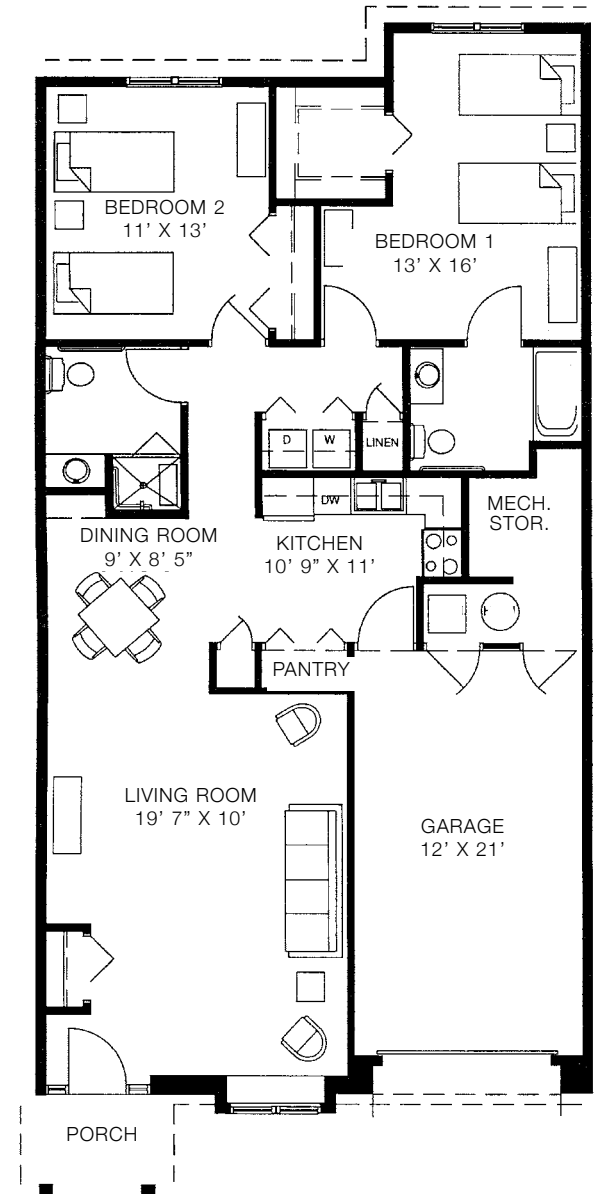 BEDROOM 2
11’ X 13’
BEDROOM 1
13’ X 16’
D
W
LINEN
DW
MECH.
STOR.
DINING ROOM
9’ X 8’ 5”
KITCHEN
10’ 9” X 11’
PANTRY
LIVING ROOM
19’ 7” X 10’
GARAGE
12’ X 21’
PORCH